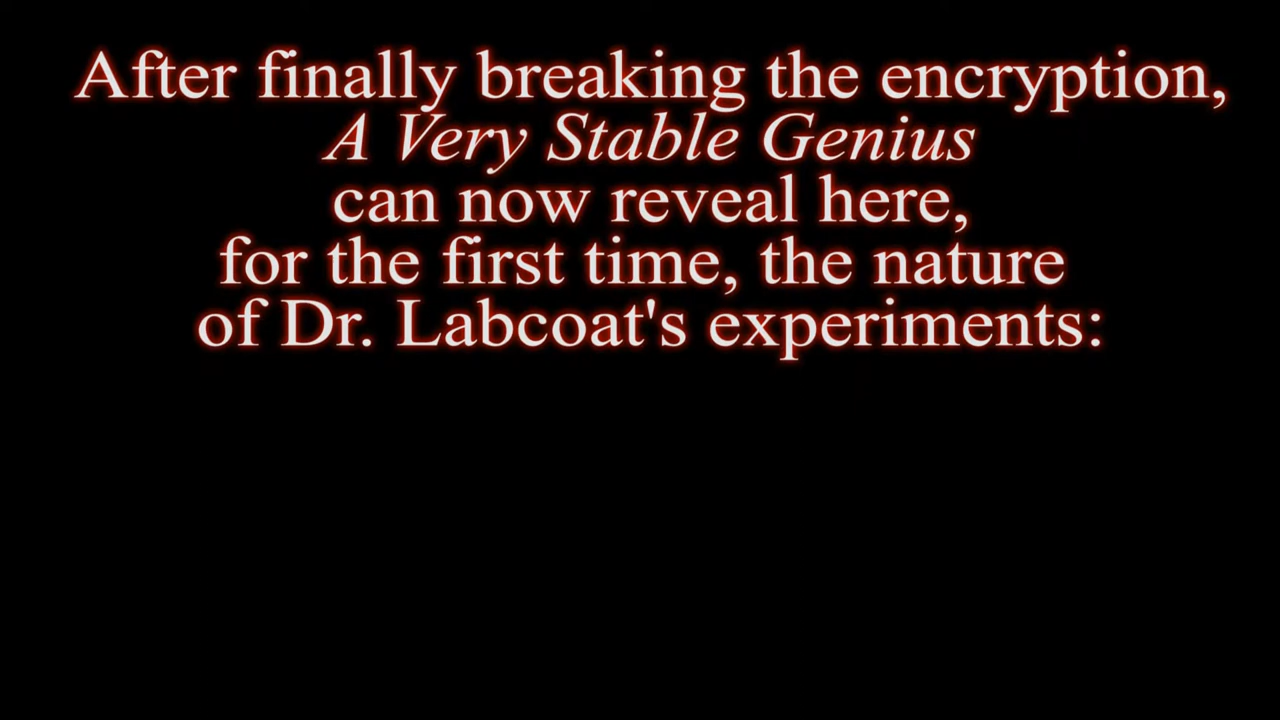 After finally breaking the encryption,
A Very Stable Genius
can now reveal here,
for the first time, the nature
of Dr. Labcoat's experiments: